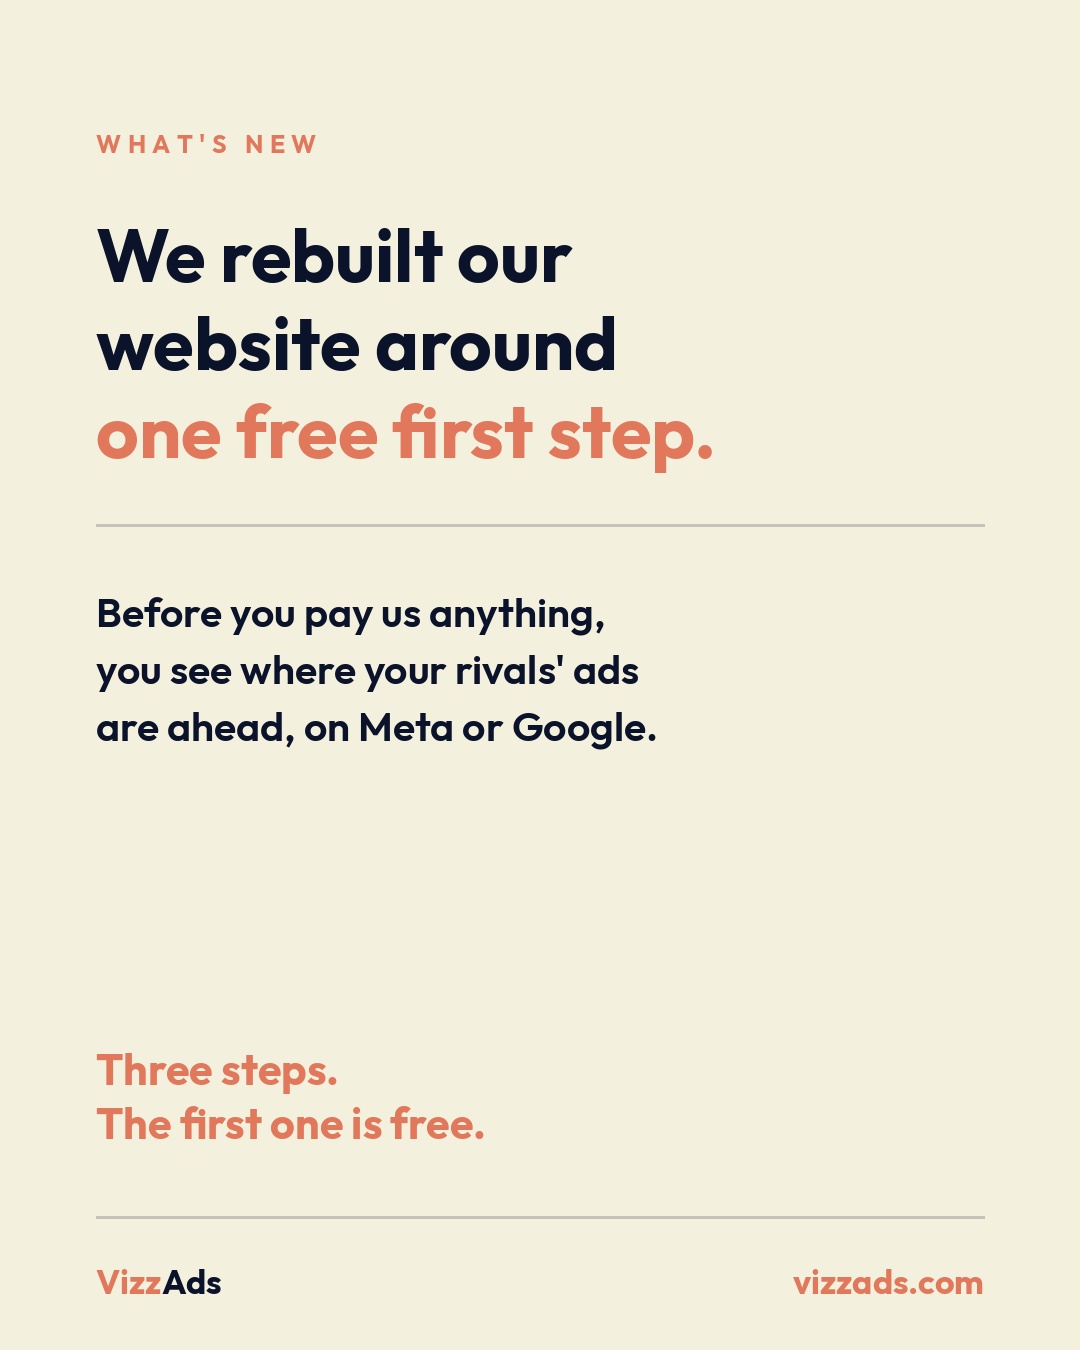 WHAT'S NEW
We rebuilt our
website around
one free first step.
Before you pay us anything,
you see where your rivals' ads
are ahead, on Meta or Google.
Three steps.
The first one is free.
VizzAds
vizzads.com